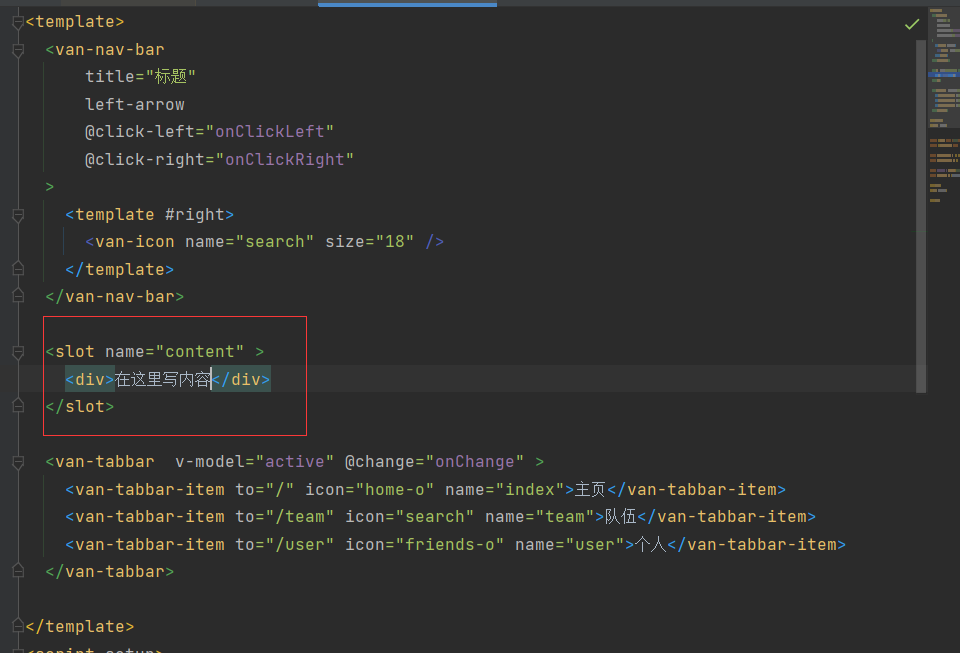 <template>
<van-nav-bar
title="标题"
left-arrow
@click-left="onClickLeft"
@click-right="onClickRight"
>
<template #right>
<van-icon name="search" size="18" />
</template>
</van-nav-bar>
<slot name="content" >
<div>在这里写内容</div>
</slot>
<van-tabbar  v-model="active" @change="onChange" >
<van-tabbar-item to="/" icon="home-o" name="index">主页</van-tabbar-item>
<van-tabbar-item to="/team" icon="search" name="team">队伍</van-tabbar-item>
<van-tabbar-item to="/user" icon="friends-o" name="user">个人</van-tabbar-item>
</van-tabbar>
</template>
<script setup>